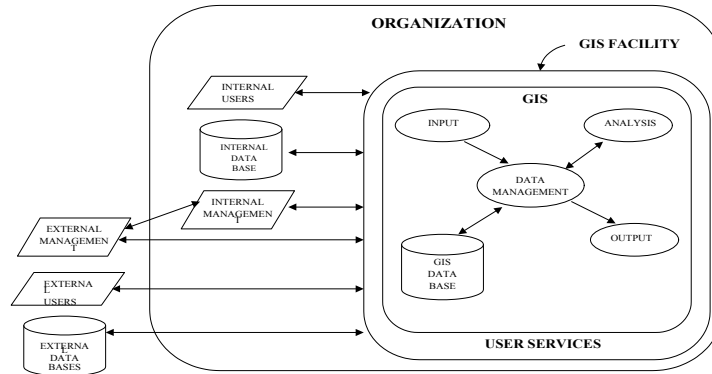 ORGANIZATION
GIS FACILITY
INTERNAL
USERS
GIS
INPUT
ANALYSIS
INTERNAL
DATA
BASE
DATA
MANAGEMENT
INTERNAL
MANAGEMEN
T
EXTERNAL
MANAGEMEN
T
OUTPUT
GIS
DATA
BASE
EXTERNA
L
USERS
USER SERVICES
EXTERNA
L
DATA
BASES